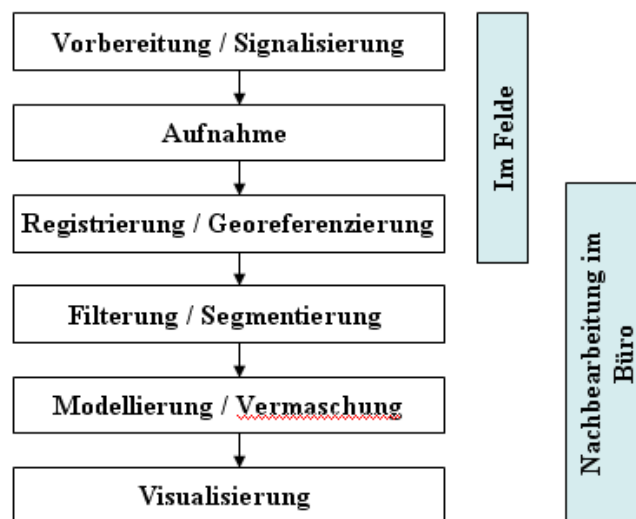 Vorbereitung / Signalisierung
Aufnahme
Registrierung / Georeferenzierung
Filterung / Segmentierung
Modellierung / Vermaschung
Visualisierung
Im Felde
Nachbearbeitung im
Büro